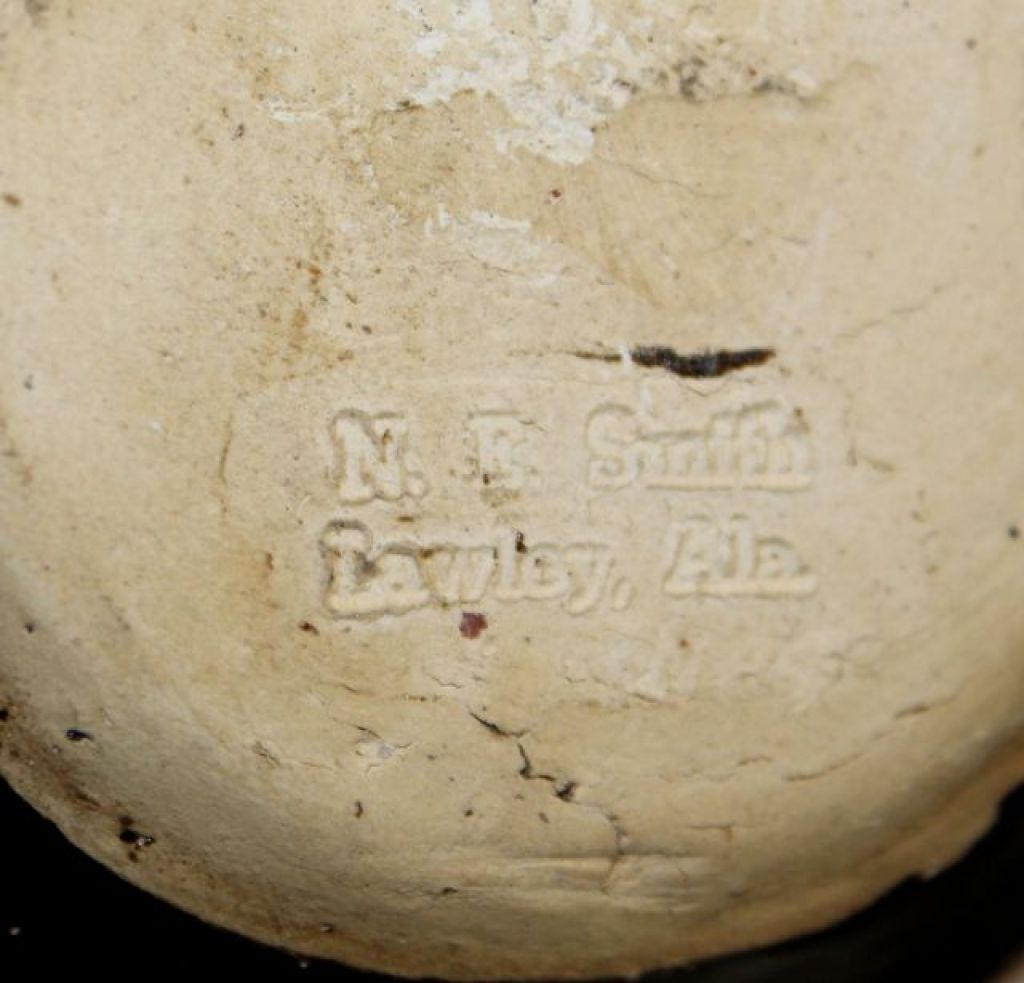 N. E. Smith
Lawley, Ala.